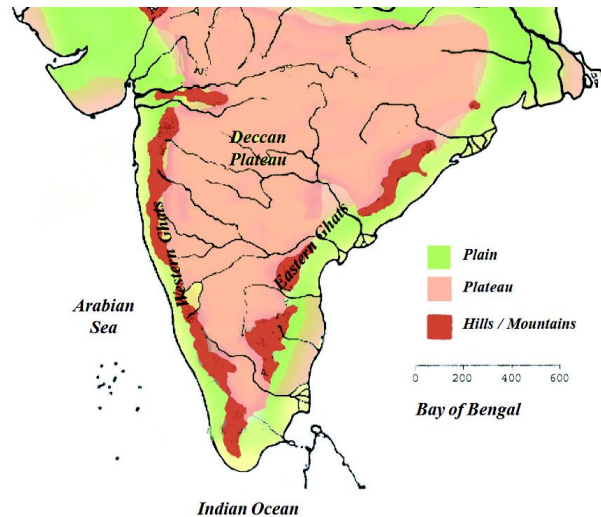 Deccan
Plateau
Western Ghats
Eastern Ghats
Arabian
Sea
Plain
Plateau
Hills / Mountains
0 200 400 600
Bay of Bengal
Indian Ocean